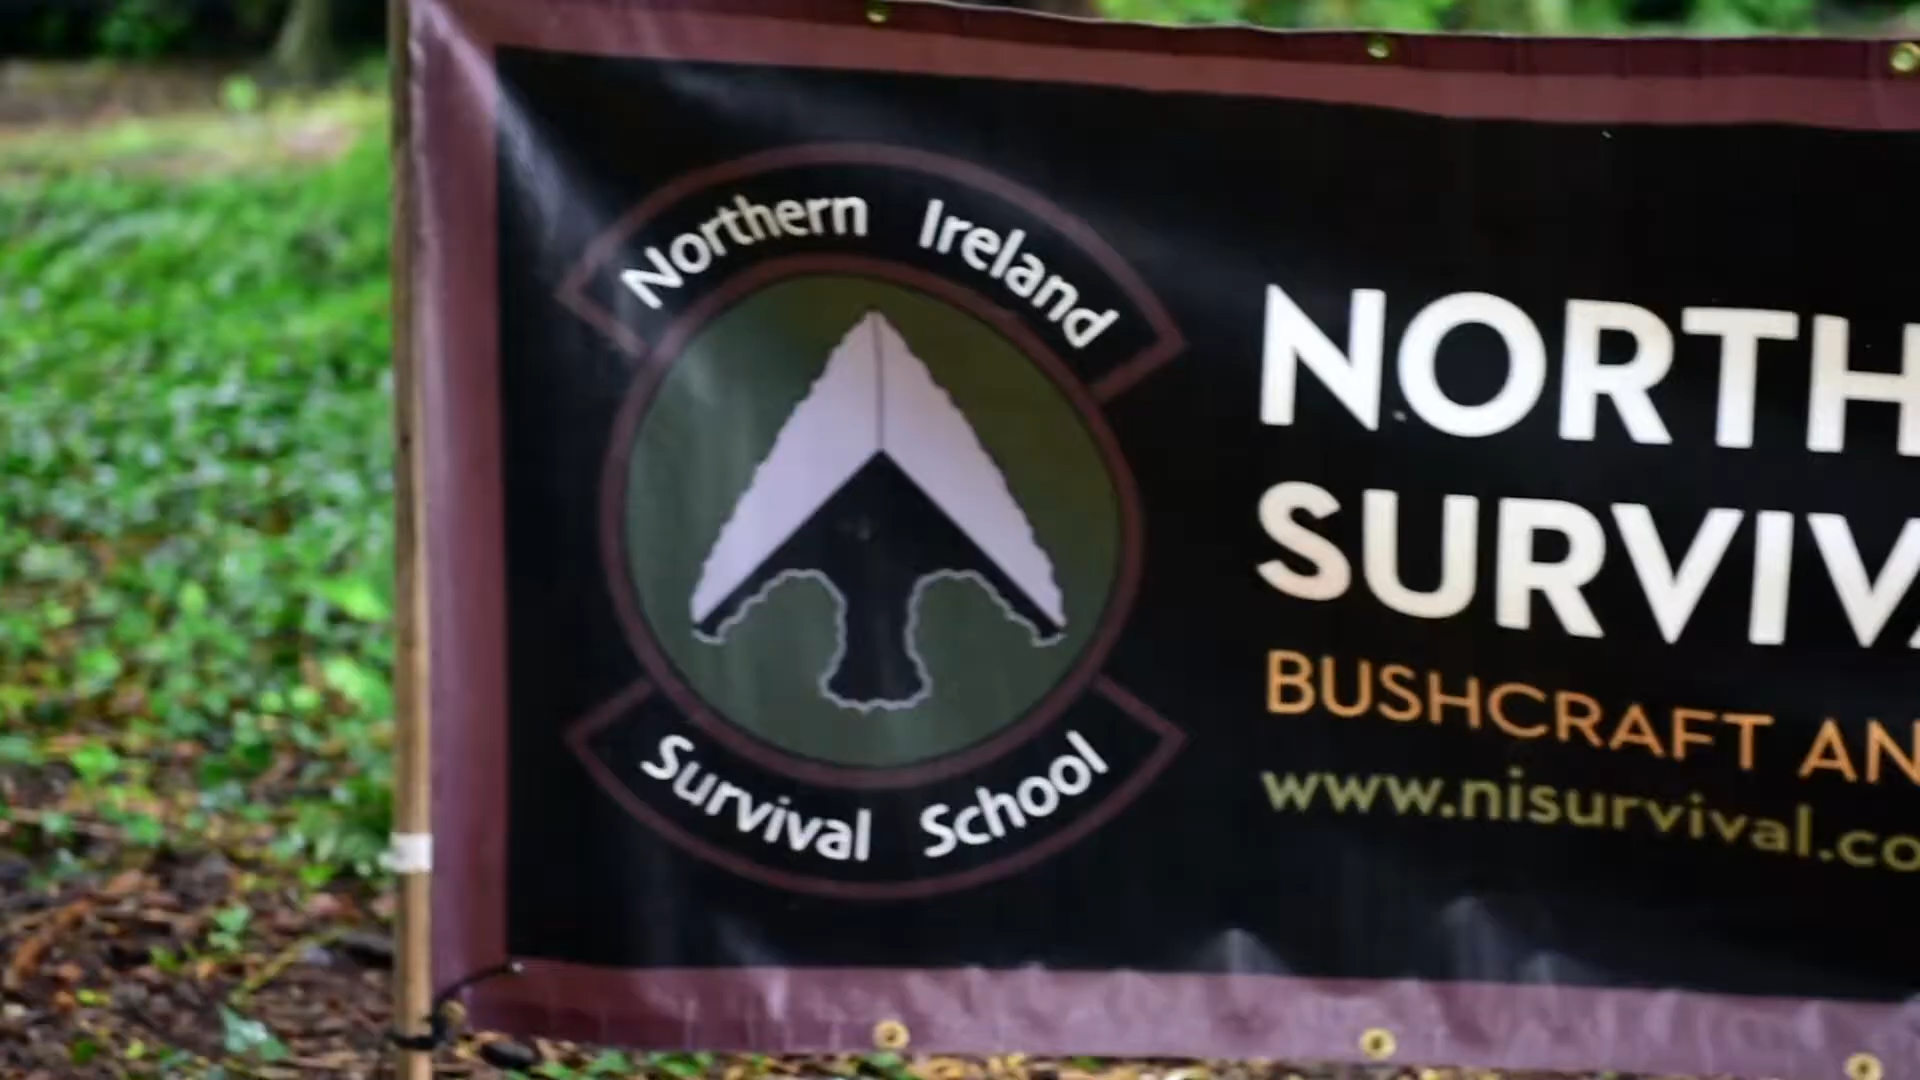 Northern Ireland
Survival School
NORTH
SURVIV
BUSHCRAFT AN
www.nisurvival.co